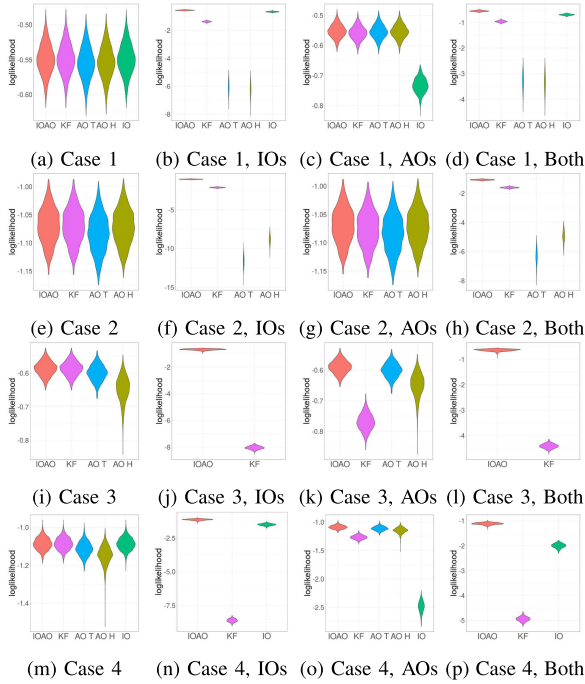 loglikelihood
-0.50
-0.55
-0.60
IOAO KF AO T AO H IO
(a) Case 1
loglikelihood
-2
-4
-6
IOAO KF AO T AO H IO
(b) Case 1, IOs
loglikelihood
-0.5
-0.6
-0.7
-0.8
IOAO KF AO T AO H IO
(c) Case 1, AOs
loglikelihood
-1
-2
-3
-4
IOAO KF AO T AO H IO
(d) Case 1, Both
loglikelihood
-1.00
-1.05
-1.10
-1.15
IOAO KF AO T AO H
(e) Case 2
loglikelihood
-5
-10
-15
IOAO KF AO T AO H
(f) Case 2, IOs
loglikelihood
-1.00
-1.05
-1.10
-1.15
IOAO KF AO T AO H
(g) Case 2, AOs
loglikelihood
-2
-4
-6
-8
IOAO KF AO T AO H
(h) Case 2, Both
loglikelihood
-0.6
-0.7
-0.8
IOAO KF AO T AO H
(i) Case 3
loglikelihood
-2
-4
-6
-8
IOAO KF
(j) Case 3, IOs
loglikelihood
-0.6
-0.7
-0.8
IOAO KF AO T AO H
(k) Case 3, AOs
loglikelihood
-1
-2
-3
-4
IOAO KF
(l) Case 3, Both
loglikelihood
-1.0
-1.2
-1.4
IOAO KF AO T AO H IO
(m) Case 4
loglikelihood
-2.5
-5.0
-7.5
IOAO KF IO
(n) Case 4, IOs
loglikelihood
-1.0
-1.5
-2.0
-2.5
IOAO KF AO T AO H IO
(o) Case 4, AOs
loglikelihood
-1
-2
-3
-4
-5
IOAO KF IO
(p) Case 4, Both